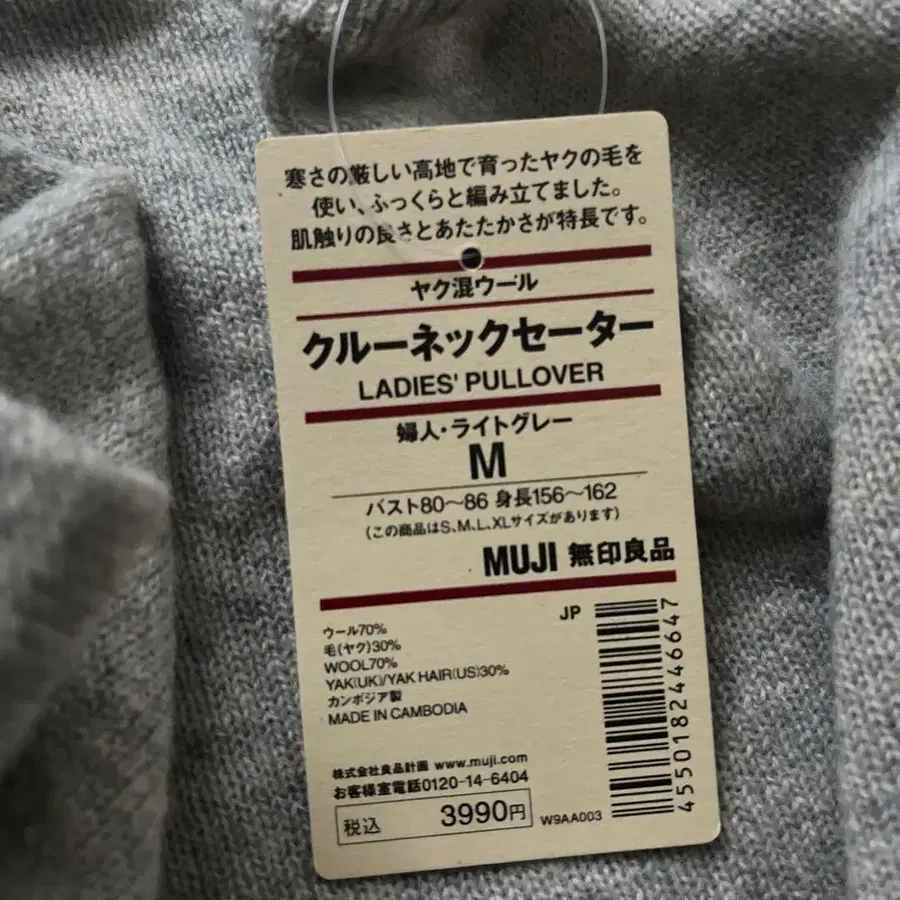 寒さの厳しい高地で育ったヤクの毛を
使い、ふっくらと編み立てました。
肌触りの良さとあたたかさが特長です。
ヤク混ウール
クルーネックセーター
LADIES' PULLOVER
婦人・ライトグレー
M
バスト80〜86 身長156〜162
(この商品はS、M、L、XLサイズがあります)
MUJI 無印良品
JP
ウール70%
毛(ヤク)30%
WOOL70%
YAK(UK)/YAK HAIR(US)30%
カンボジア製
MADE IN CAMBODIA
4550182446647
株式会社良品計画 www.muji.com
お客様室電話0120-14-6404
税込 3990円
W9AA003